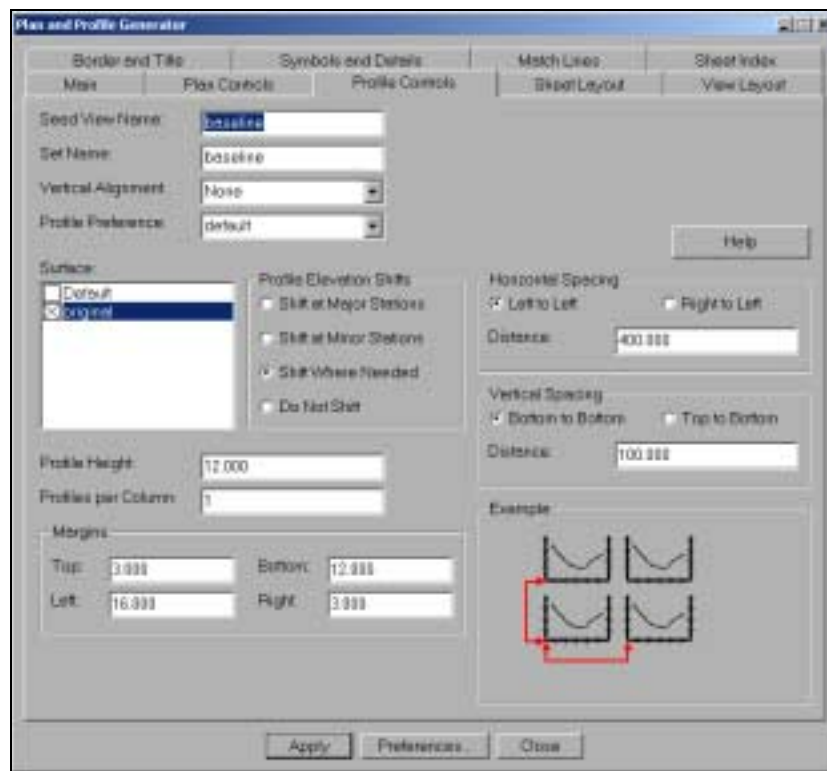 Plan and Profile Generator
Border and Title Symbols and Details Match Lines Sheet Index
Main Plan Controls Profile Controls Sheet Layout View Layout
Seed View Name: baseline
Set Name: baseline
Vertical Alignment: None
Profile Preference: default
Help
Surface:
Default
original
Profile Elevation Shifts
Shift at Major Stations
Shift at Minor Stations
Shift Where Needed
Do Not Shift
Horizontal Spacing
Left to Left Right to Left
Distance: 400.000
Vertical Spacing
Bottom to Bottom Top to Bottom
Distance: 100.000
Profile Height: 12.000
Profiles per Column: 1
Margins
Top: 3.000 Bottom: 12.000
Left: 16.000 Right: 3.000
Example
Apply Preferences... Close